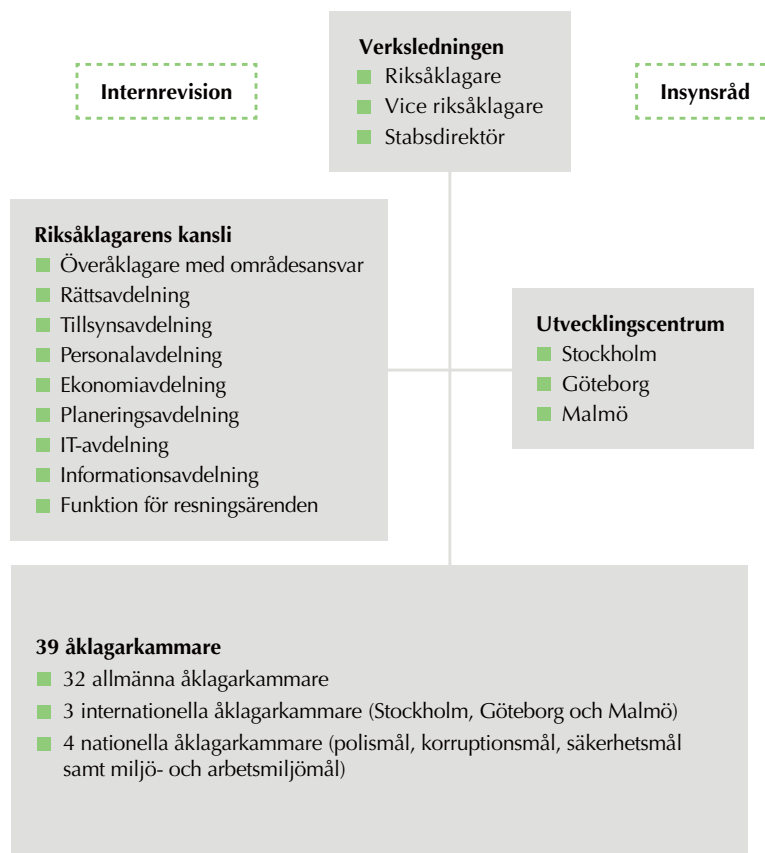 Verksledningen
Riksåklagare
Vice riksåklagare
Stabsdirektör
Internrevision
Insynsråd
Riksåklagarens kansli
Överåklagare med områdesansvar
Rättsavdelning
Tillsynsavdelning
Personalavdelning
Ekonomiavdelning
Planeringsavdelning
IT-avdelning
Informationsavdelning
Funktion för resningsärenden
Utvecklingscentrum
Stockholm
Göteborg
Malmö
39 åklagarkammare
32 allmänna åklagarkammare
3 internationella åklagarkammare (Stockholm, Göteborg och Malmö)
4 nationella åklagarkammare (polismål, korruptionsmål, säkerhetsmål
samt miljö- och arbetsmiljömål)